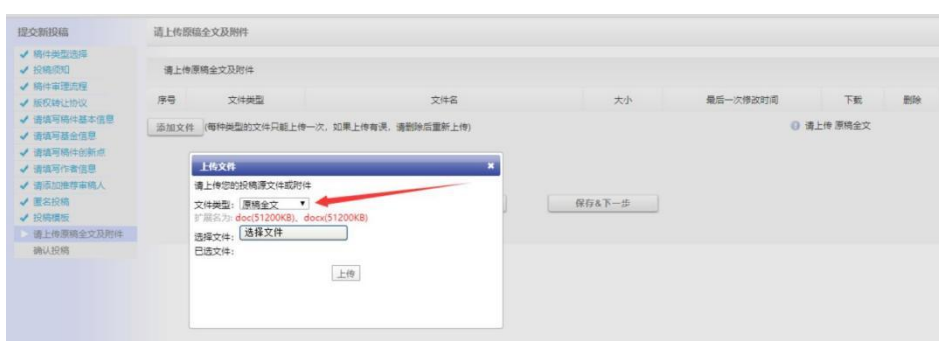 提交新投稿
✔ 稿件类型选择
✔ 投稿须知
✔ 稿件审理流程
✔ 版权转让协议
✔ 请填写稿件基本信息
✔ 请填写基金信息
✔ 请填写稿件创新点
✔ 请填写作者信息
✔ 请添加推荐审稿人
✔ 匿名投稿
✔ 投稿模板
请上传原稿全文及附件
确认投稿
请上传原稿全文及附件
请上传原稿全文及附件
序号 文件类型 文件名 大小 最后一次修改时间 下载 删除
添加文件 (每种类型的文件只能上传一次，如果上传有误，请删除后重新上传)
请上传 原稿全文
上传文件
请上传您的投稿源文件或附件
文件类型: 原稿全文
扩展名为: doc(51200KB)、docx(51200KB)
选择文件: 选择文件
已选文件:
上传
保存&下一步